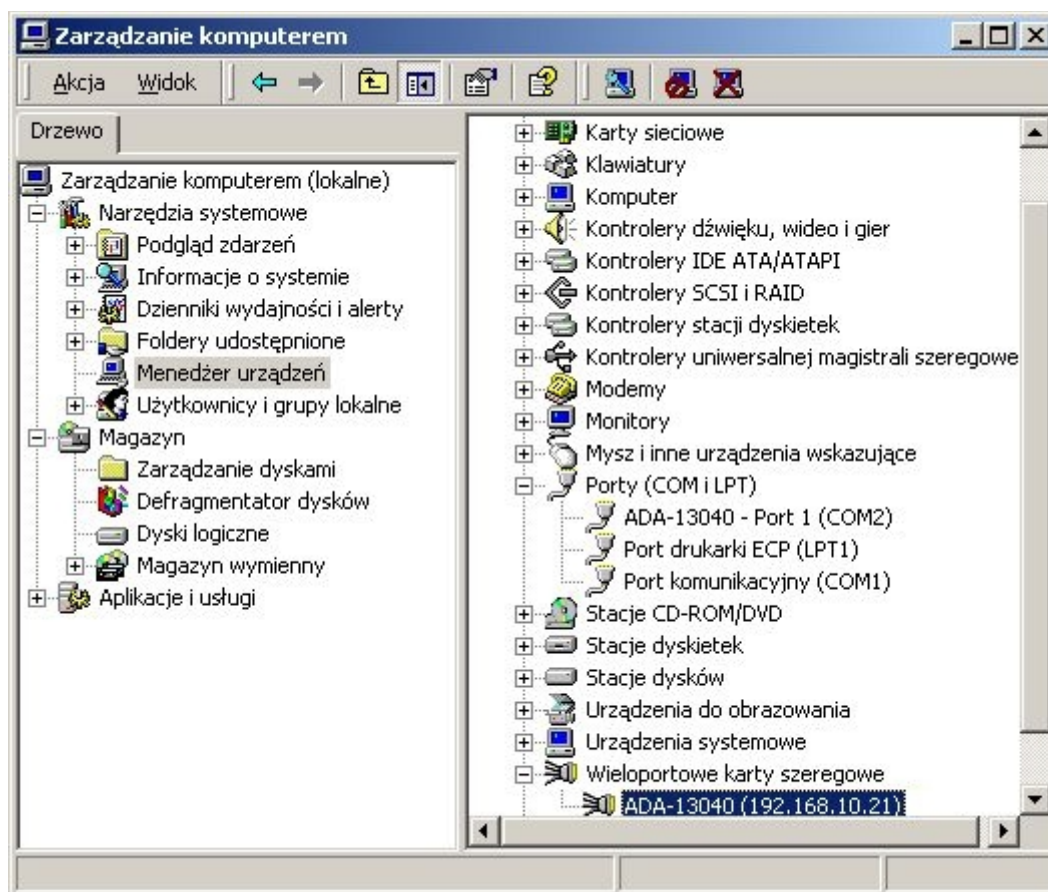 Zarządzanie komputerem
Akcja Widok
Drzewo
Zarządzanie komputerem (lokalne)
Narzędzia systemowe
Podgląd zdarzeń
Informacje o systemie
Dzienniki wydajności i alerty
Foldery udostępnione
Menedżer urządzeń
Użytkownicy i grupy lokalne
Magazyn
Zarządzanie dyskami
Defragmentator dysków
Dyski logiczne
Magazyn wymienny
Aplikacje i usługi
Karty sieciowe
Klawiatury
Komputer
Kontrolery dźwięku, wideo i gier
Kontrolery IDE ATA/ATAPI
Kontrolery SCSI i RAID
Kontrolery stacji dyskietek
Kontrolery uniwersalnej magistrali szeregowe
Modemy
Monitory
Mysz i inne urządzenia wskazujące
Porty (COM i LPT)
ADA-13040 - Port 1 (COM2)
Port drukarki ECP (LPT1)
Port komunikacyjny (COM1)
Stacje CD-ROM/DVD
Stacje dyskietek
Stacje dysków
Urządzenia do obrazowania
Urządzenia systemowe
Wieloportowe karty szeregowe
ADA-13040 (192.168.10.21)